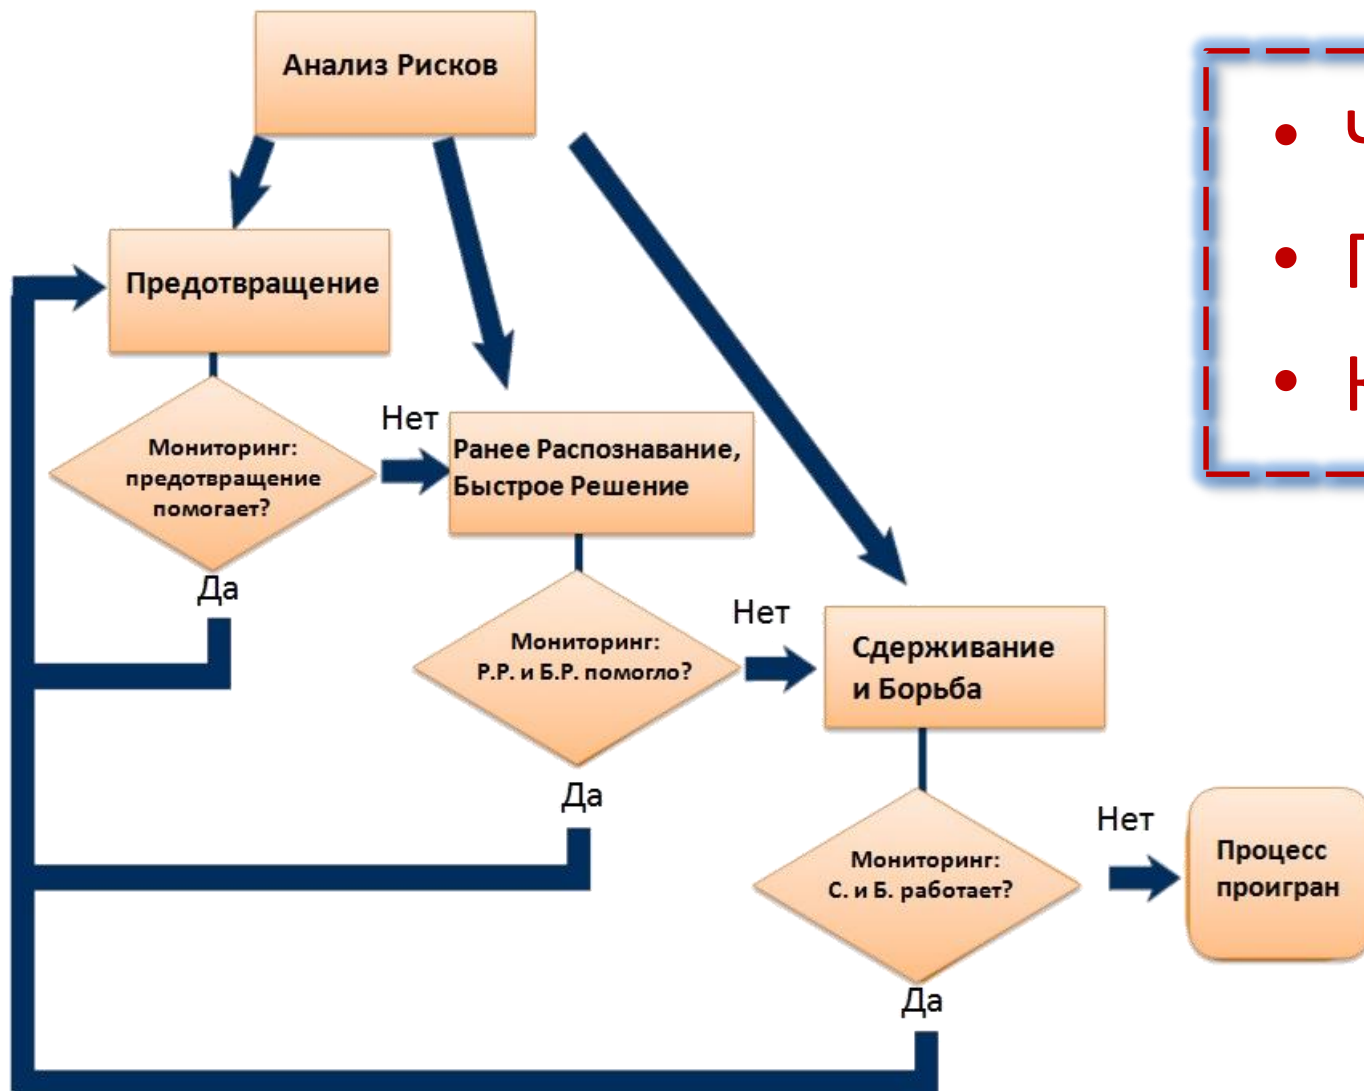 Анализ Рисков
Предотвращение
Мониторинг:
предотвращение
помогает?
Нет
Да
Ранее Распознавание,
Быстрое Решение
Мониторинг:
Р.Р. и Б.Р. помогло?
Нет
Да
Сдерживание
и Борьба
Мониторинг:
С. и Б. работает?
Нет
Да
Процесс
проигран